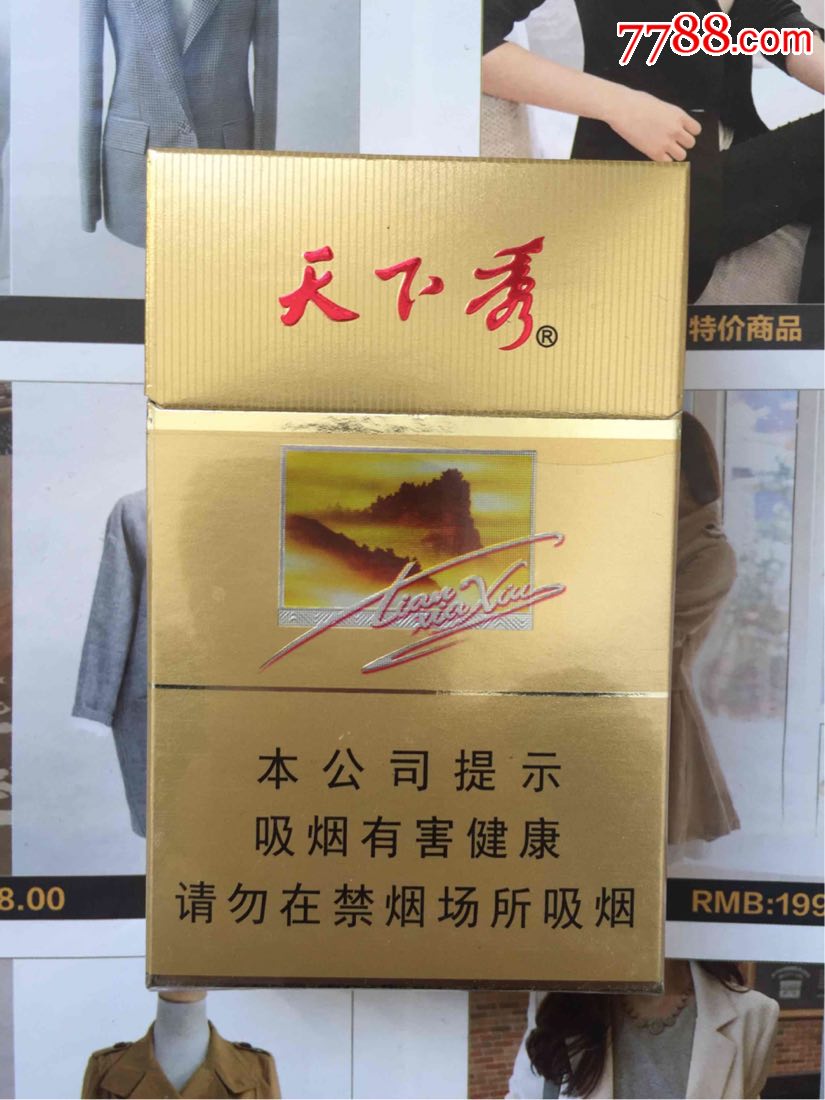 7788.com
天下秀®
特价商品
tian
xia Xiu
本公司提示
吸烟有害健康
8.00
请勿在禁烟场所吸烟
RMB:199